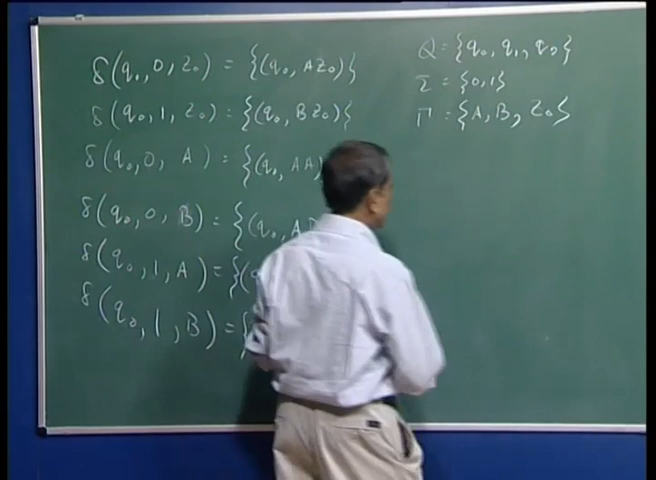 δ(q₀, 0, Z₀) = {(q₀, AZ₀)}
δ(q₀, 1, Z₀) = {(q₀, BZ₀)}
δ(q₀, 0, A) = {(q₀, AA)
δ(q₀, 0, B) = {(q₀, A
δ(q₀, 1, A) = {(q
δ(q₀, 1, B) = {
Q = {q₀, q₁, q₂}
Σ = {0, 1}
Γ = {A, B, Z₀}